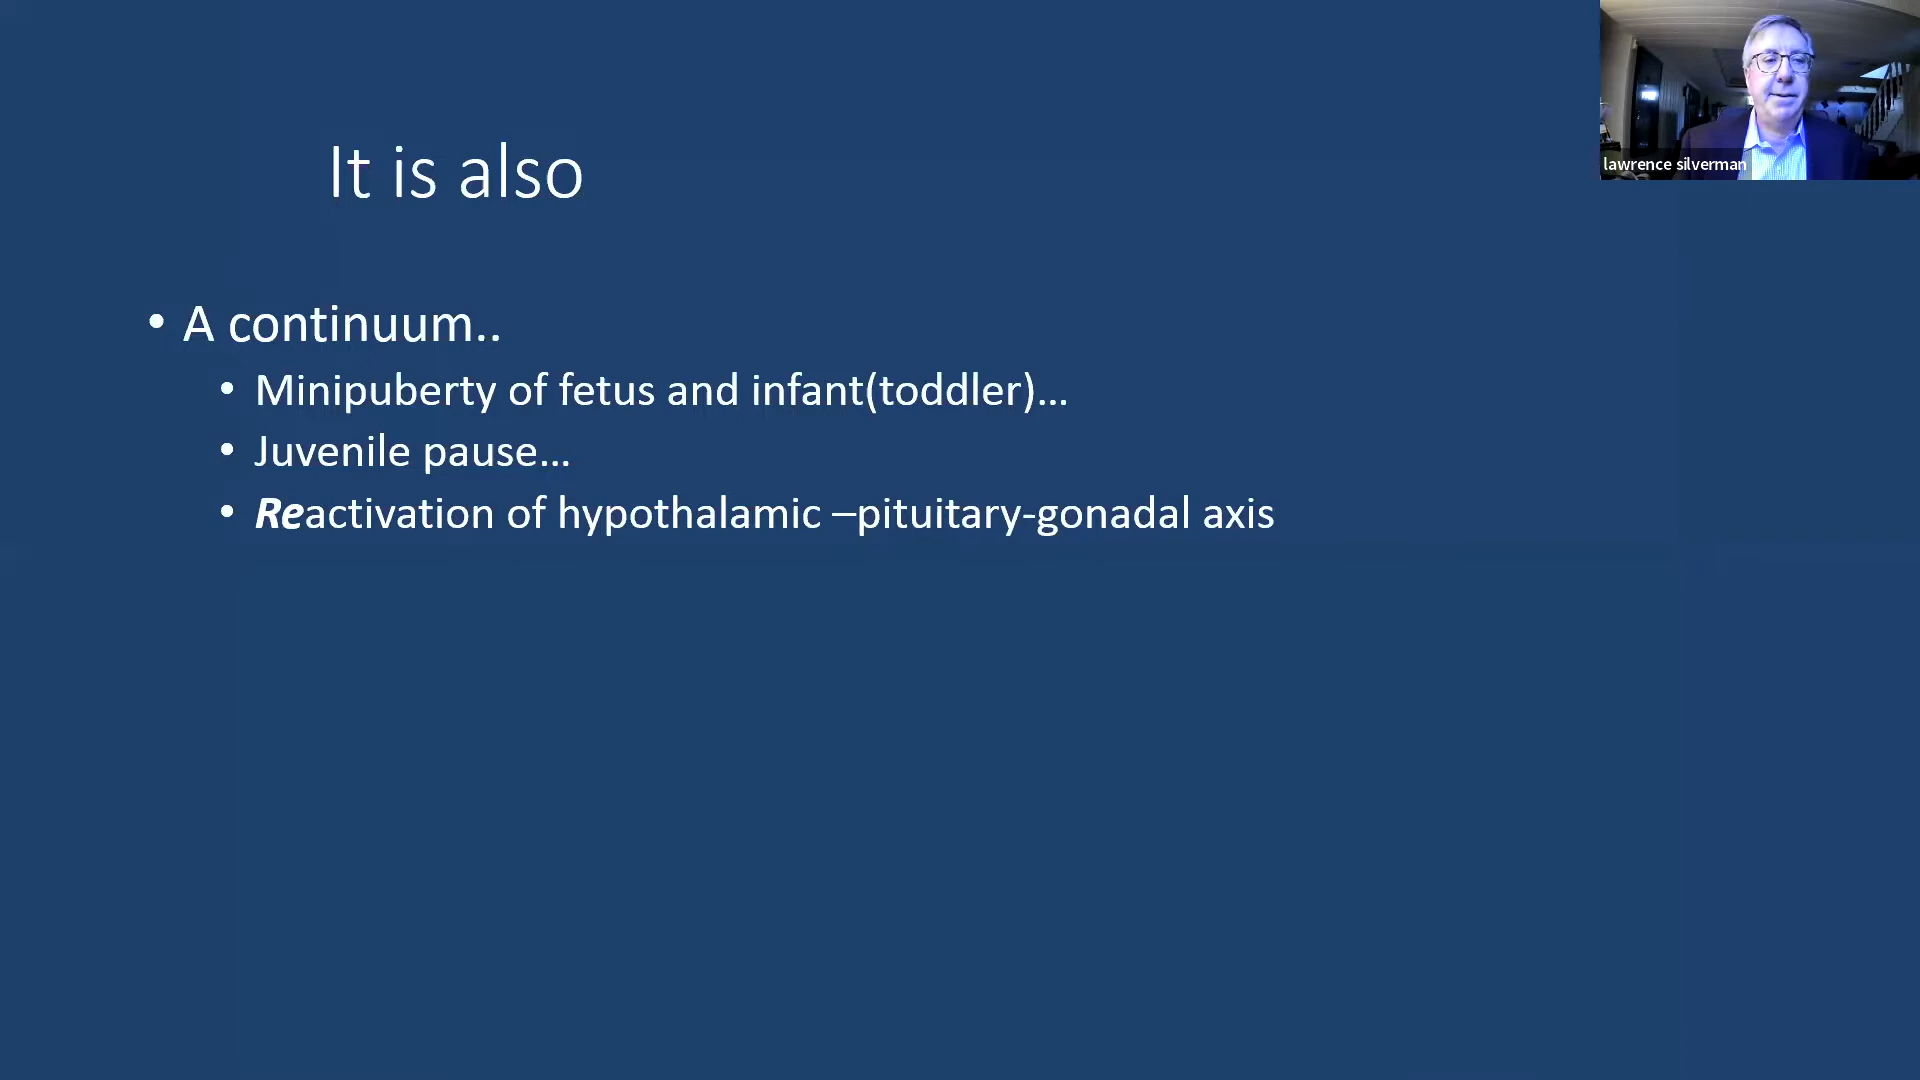 It is also
lawrence silverman
• A continuum..
• Minipuberty of fetus and infant(toddler)...
• Juvenile pause...
• Reactivation of hypothalamic –pituitary-gonadal axis